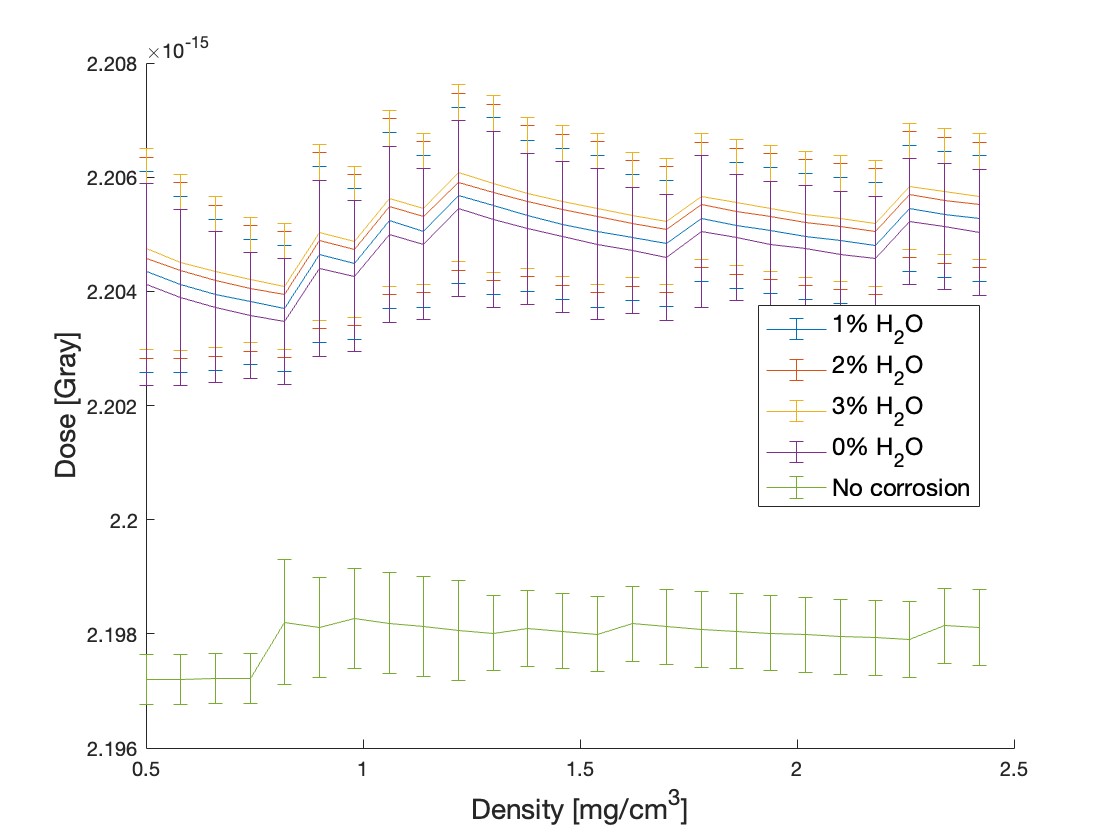 ×10⁻¹⁵
2.208
2.206
2.204
2.202
2.2
2.198
2.196
Dose [Gray]
1% H₂O
2% H₂O
3% H₂O
0% H₂O
No corrosion
0.5 1 1.5 2 2.5
Density [mg/cm³]